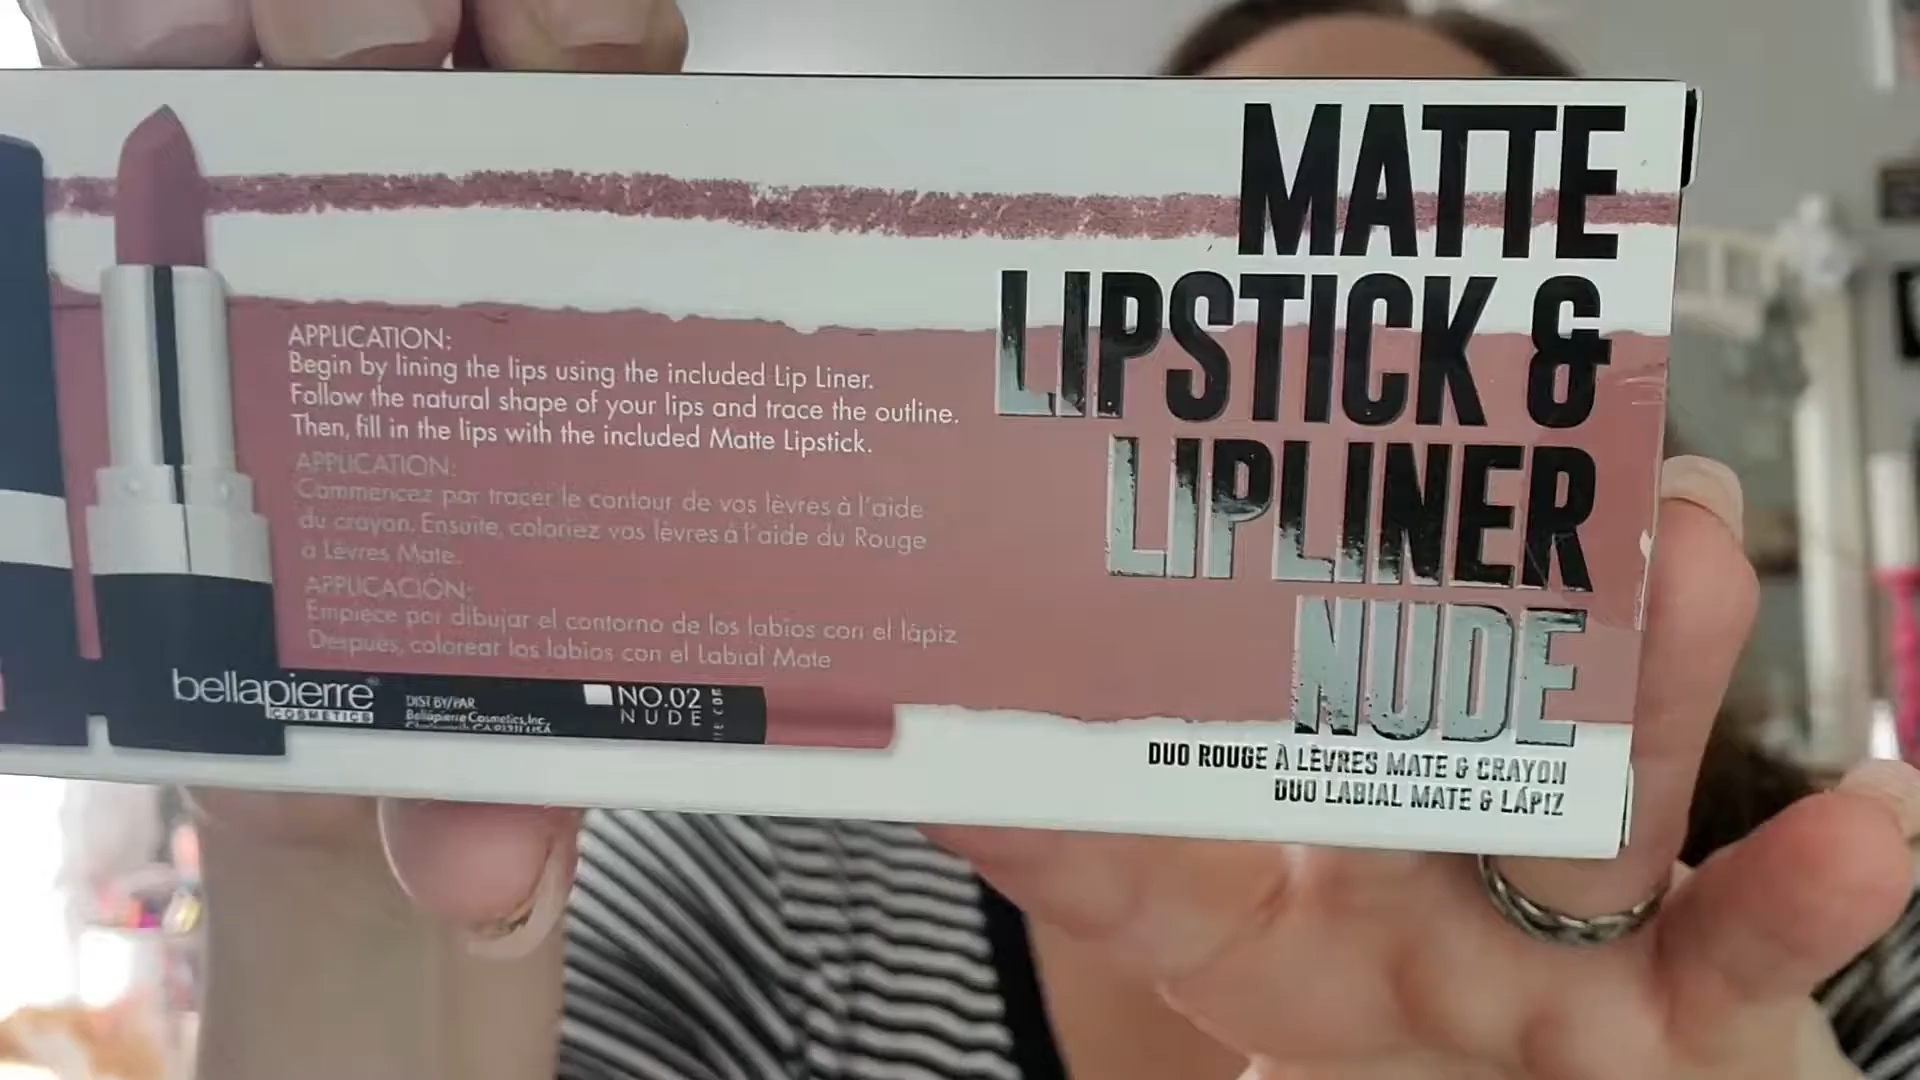 MATTE
LIPSTICK &
LIPLINER
NUDE
DUO ROUGE À LÈVRES MATE & CRAYON
DUO LABIAL MATE & LÁPIZ
APPLICATION:
Begin by lining the lips using the included Lip Liner.
Follow the natural shape of your lips and trace the outline.
Then, fill in the lips with the included Matte Lipstick.
APPLICATION:
Commencez par tracer le contour de vos lèvres à l'aide
du crayon. Ensuite, coloriez vos lèvres à l'aide du Rouge
à Lèvres Mate.
APPLICACIÓN:
Empiece por dibujar el contorno de los labios con el lápiz
Despues, colorear los labios con el Labial Mate
bellapierre
COSMETICS
DIST BY/PAR
Bellápierre Cosmetics, Inc.
NO.02
NUDE